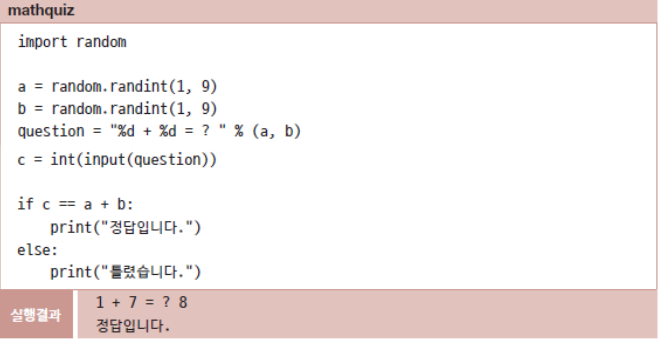 mathquiz
import random
a = random.randint(1, 9)
b = random.randint(1, 9)
question = "%d + %d = ? " % (a, b)
c = int(input(question))
if c == a + b:
    print("정답입니다.")
else:
    print("틀렸습니다.")
실행결과
1 + 7 = ? 8
정답입니다.